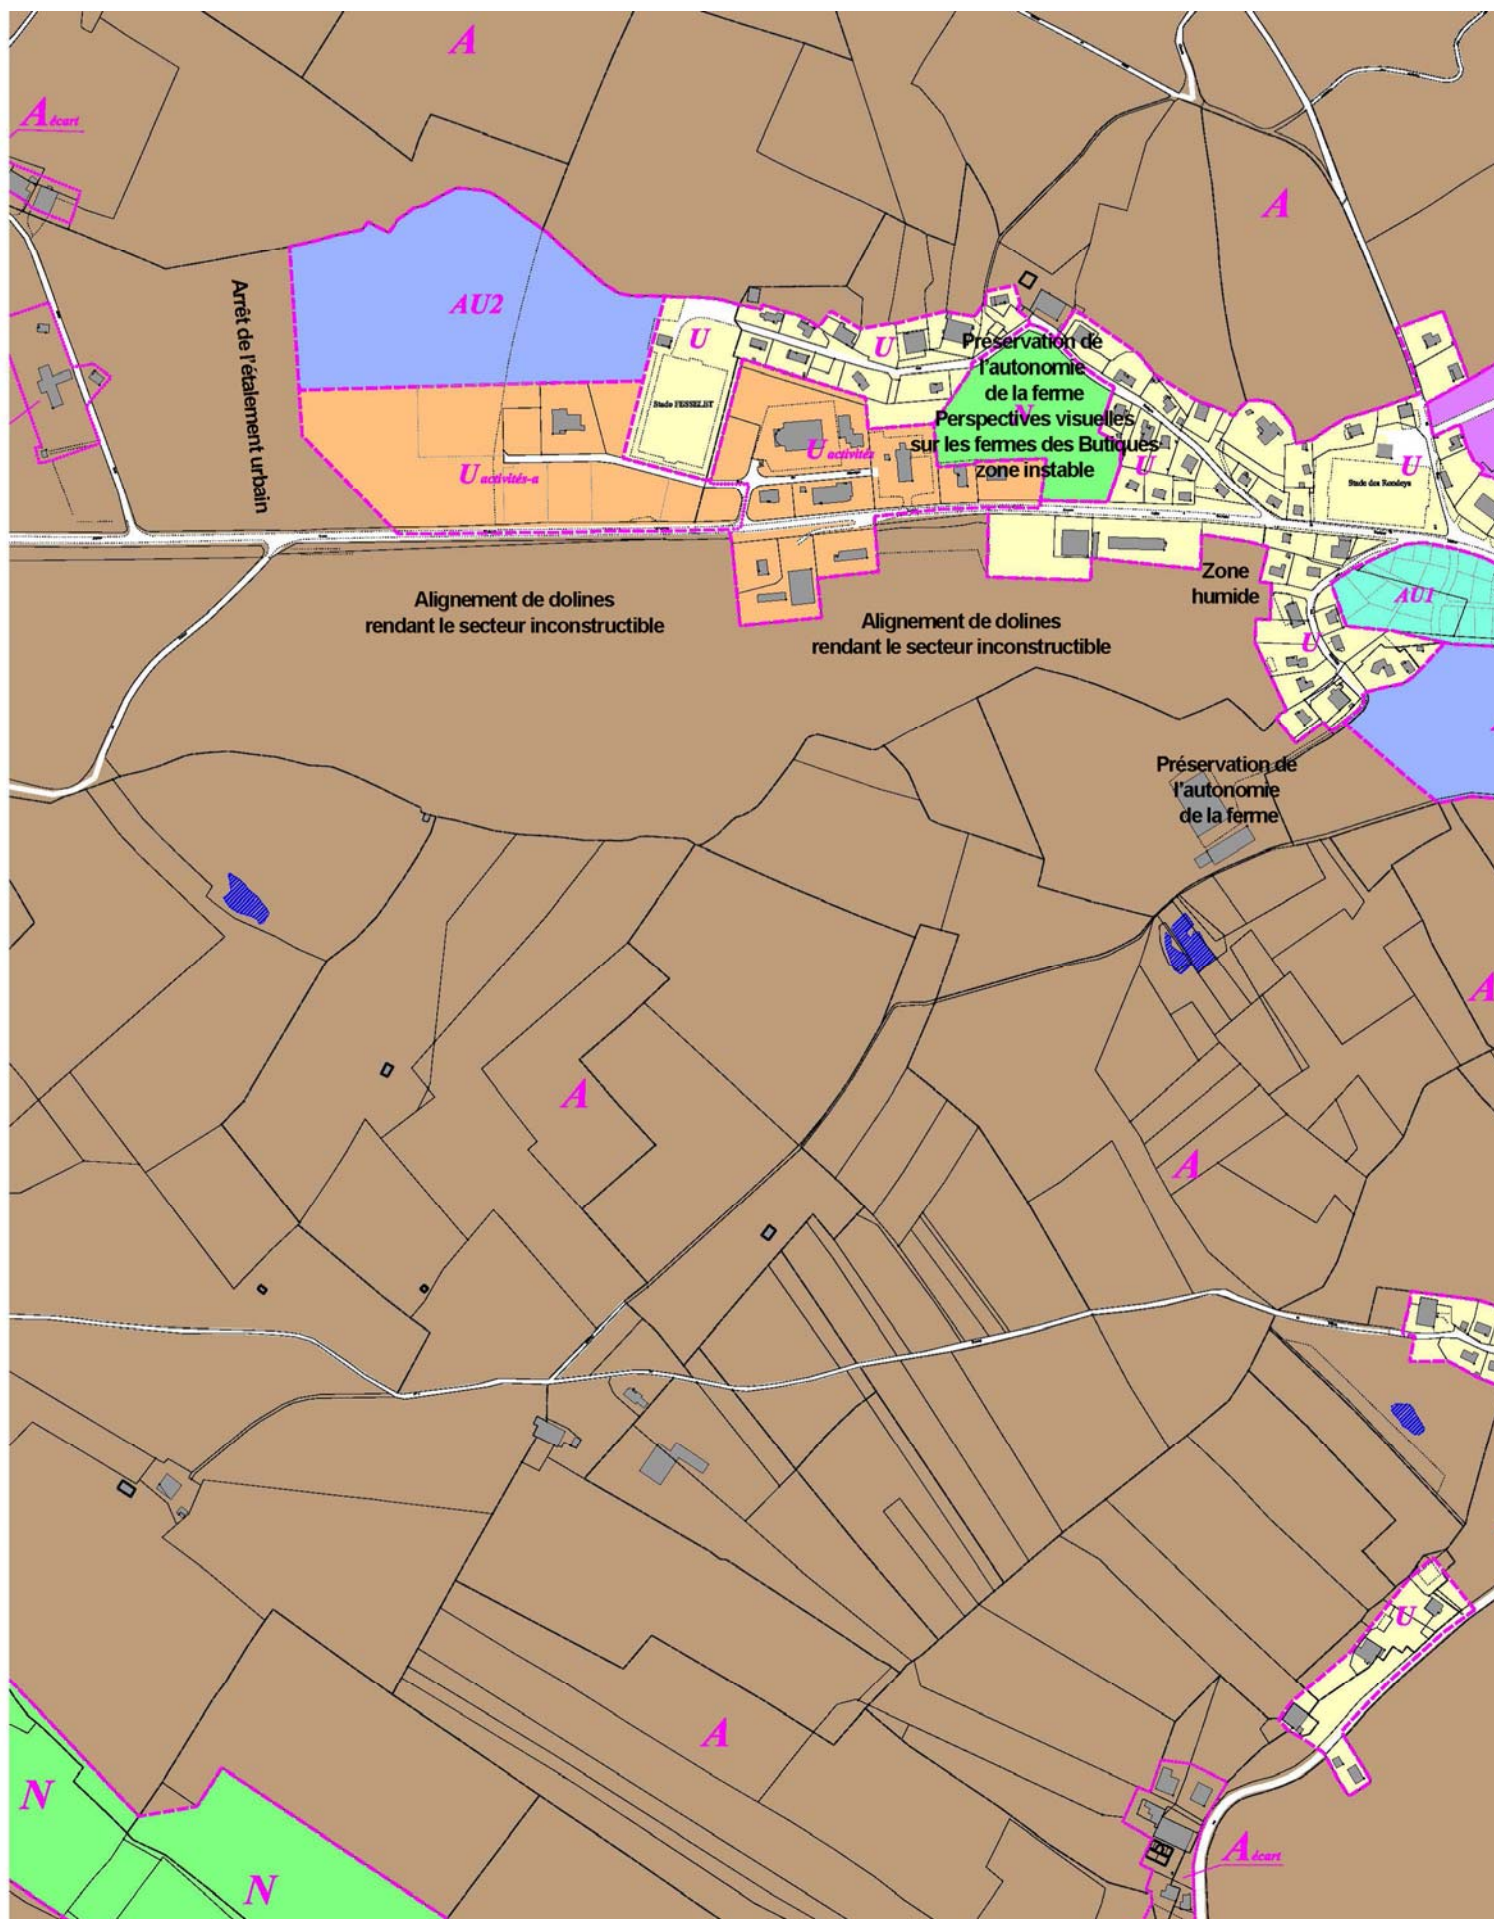 A
A écart
A
Arrêt de l'étalement urbain
AU2
U
U
Préservation de
l'autonomie
de la ferme
N
Perspectives visuelles
sur les fermes des Butiques
zone instable
Stade FESSELET
U activités-a
U activités
U
U
Stade des Rondeys
Zone
humide
AU1
Alignement de dolines
rendant le secteur inconstructible
Alignement de dolines
rendant le secteur inconstructible
U
Préservation de
l'autonomie
de la ferme
A
A
A
U
A
N
N
A écart